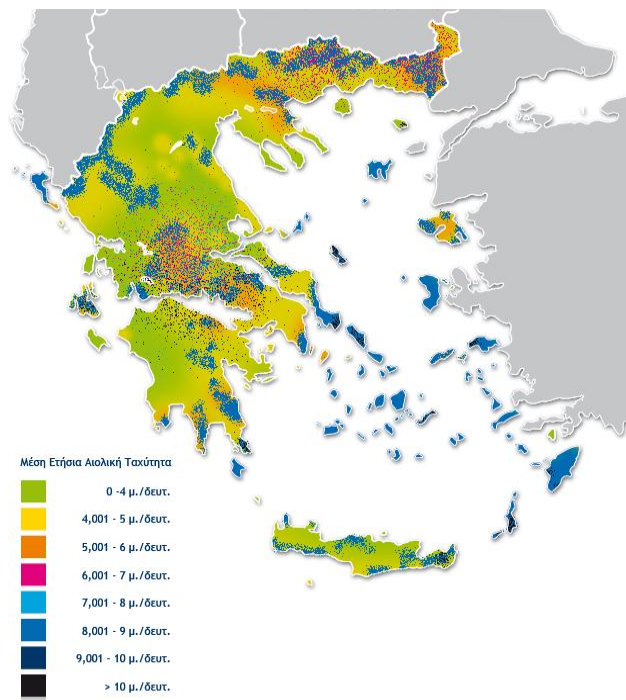 Μέση Ετήσια Αιολική Ταχύτητα
0 -4 μ./δευτ.
4,001 - 5 μ./δευτ.
5,001 - 6 μ./δευτ.
6,001 - 7 μ./δευτ.
7,001 - 8 μ./δευτ.
8,001 - 9 μ./δευτ.
9,001 - 10 μ./δευτ.
> 10 μ./δευτ.